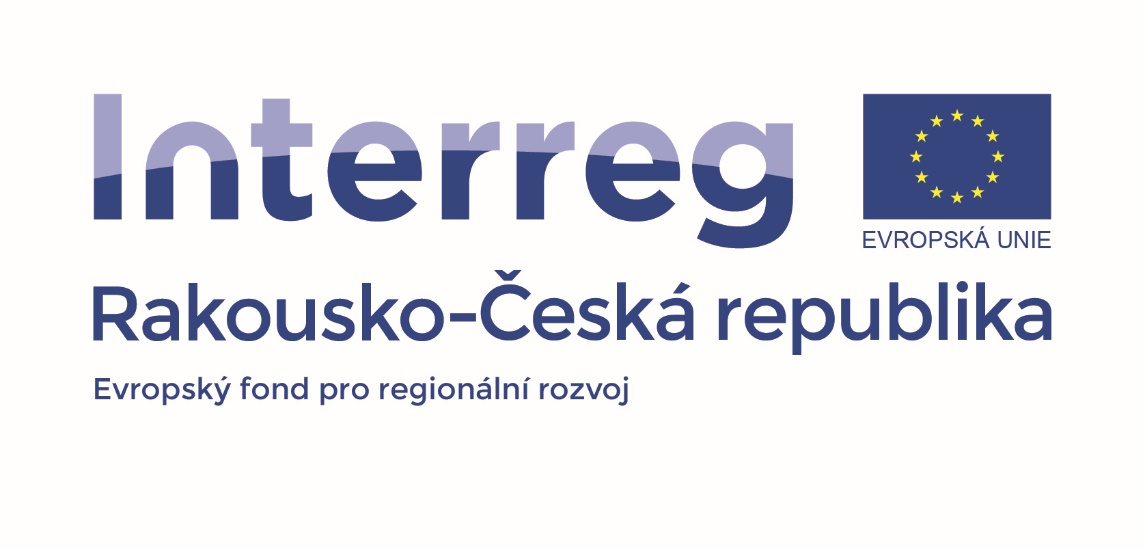 Interreg
EVROPSKÁ UNIE
Rakousko-Česká republika
Evropský fond pro regionální rozvoj